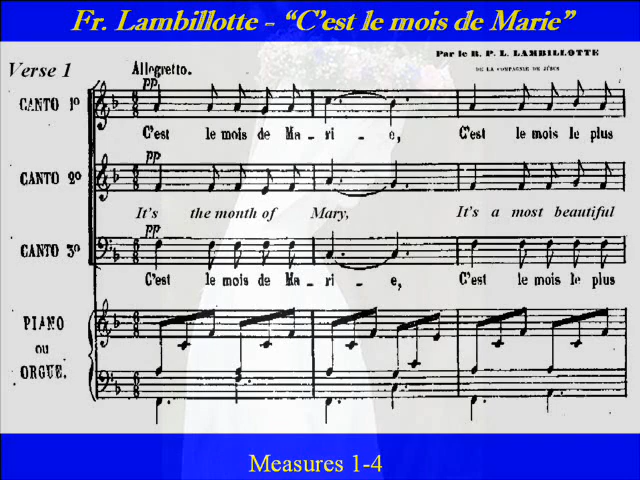 Fr. Lambillotte - “C’est le mois de Marie”
Par le R. P. L. LAMBILLOTTE
DE LA COMPAGNIE DE JÉSUS
Verse 1
Allegretto.
PP
CANTO 1º
C'est le mois de Ma - ri - e, C'est le mois le plus
PP
CANTO 2º
It's the month of Mary, It's a most beautiful
PP
CANTO 3º
C'est le mois de Ma - ri - e, C'est le mois le plus
PIANO
ou
ORGUE.
Measures 1-4